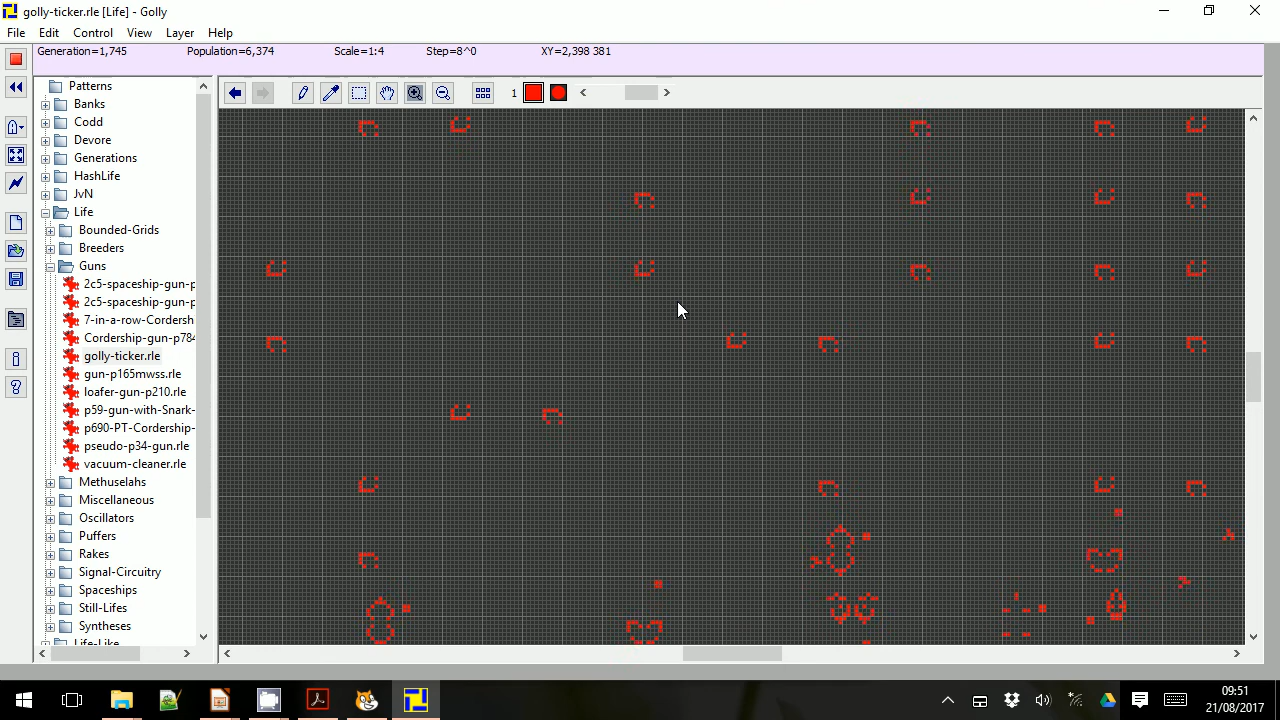 golly-ticker.rle [Life] - Golly
File Edit Control View Layer Help
Generation=1,745 Population=6,374 Scale=1:4 Step=8^0 XY=2,398 381
Patterns
Banks
Codd
Devore
Generations
HashLife
JvN
Life
Bounded-Grids
Breeders
Guns
2c5-spaceship-gun-p
2c5-spaceship-gun-p
7-in-a-row-Cordersh
Cordership-gun-p784
golly-ticker.rle
gun-p165mwss.rle
loafer-gun-p210.rle
p59-gun-with-Snark-
p690-PT-Cordership-
pseudo-p34-gun.rle
vacuum-cleaner.rle
Methuselahs
Miscellaneous
Oscillators
Puffers
Rakes
Signal-Circuitry
Spaceships
Still-Lifes
Syntheses
Life-Like
1
09:51
21/08/2017